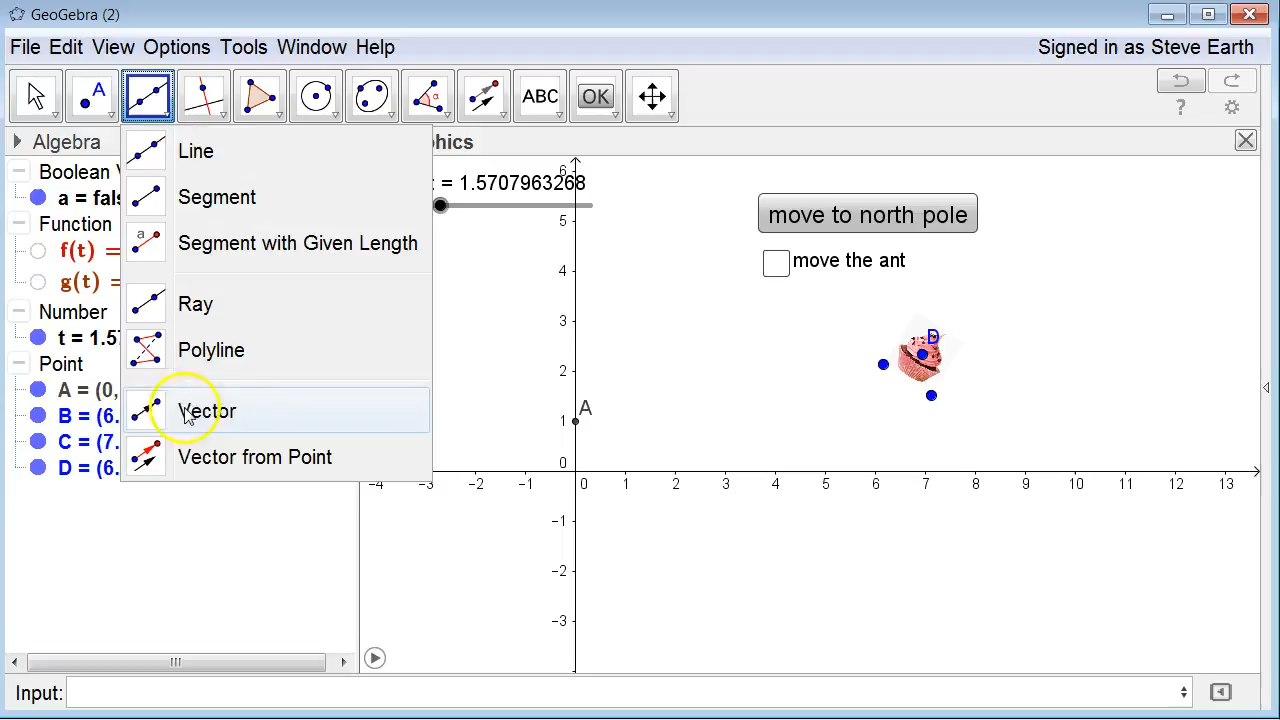 GeoGebra (2)
File Edit View Options Tools Window Help
Signed in as Steve Earth
A
α
ABC
OK
?
Algebra
phics
Boolean V
a = fals
Function
f(t) =
g(t) =
Number
t = 1.57
Point
A = (0,
B = (6.
C = (7.
D = (6.
Line
Segment
a
Segment with Given Length
Ray
Polyline
Vector
Vector from Point
t = 1.5707963268
move to north pole
move the ant
D
A
6
5
4
3
2
1
0
−1
−2
−3
−4 −3 −2 −1 0 1 2 3 4 5 6 7 8 9 10 11 12 13
Input: